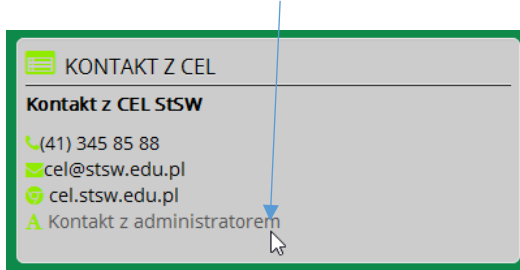 KONTAKT Z CEL
Kontakt z CEL StSW
(41) 345 85 88
cel@stsw.edu.pl
cel.stsw.edu.pl
A Kontakt z administratorem